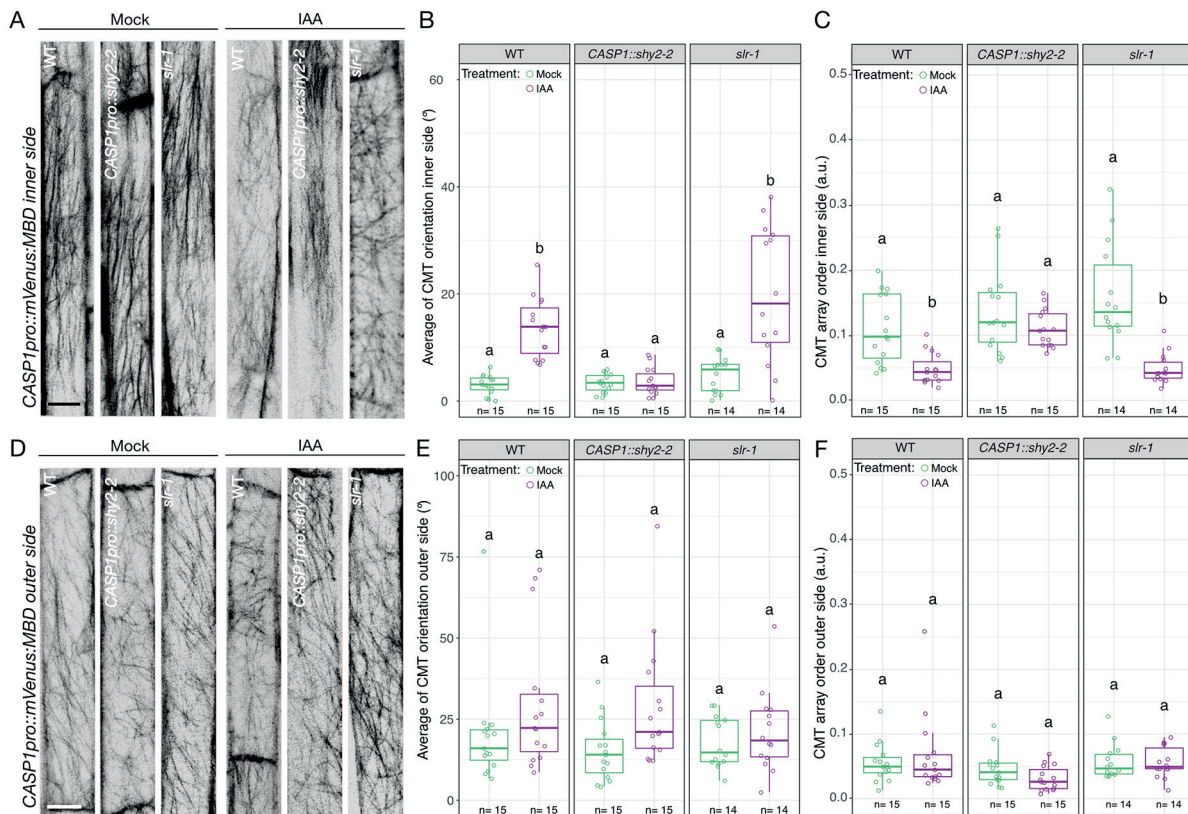 A
Mock
IAA
WT
CASP1pro::shy2-2
slr-1
WT
CASP1pro::shy2-2
slr-1
CASP1pro::mVenus:MBD inner side
B
WT
CASP1::shy2-2
slr-1
Treatment: Mock
IAA
Average of CMT orientation inner side (º)
60
40
20
0
a
b
a
a
a
b
n= 15
n= 15
n= 15
n= 15
n= 14
n= 14
C
WT
CASP1::shy2-2
slr-1
Treatment: Mock
IAA
CMT array order inner side (a.u.)
0.5
0.4
0.3
0.2
0.1
0.0
a
b
a
a
a
b
n= 15
n= 15
n= 15
n= 15
n= 14
n= 14
D
Mock
IAA
WT
CASP1pro::shy2-2
slr-1
WT
CASP1pro::shy2-2
slr-1
CASP1pro::mVenus:MBD outer side
E
WT
CASP1::shy2-2
slr-1
Treatment: Mock
IAA
Average of CMT orientation outer side (º)
100
75
50
25
0
a
a
a
a
a
a
n= 15
n= 15
n= 15
n= 15
n= 14
n= 14
F
WT
CASP1::shy2-2
slr-1
Treatment: Mock
IAA
CMT array order outer side (a.u.)
0.5
0.4
0.3
0.2
0.1
0.0
a
a
a
a
a
a
n= 15
n= 15
n= 15
n= 15
n= 14
n= 14